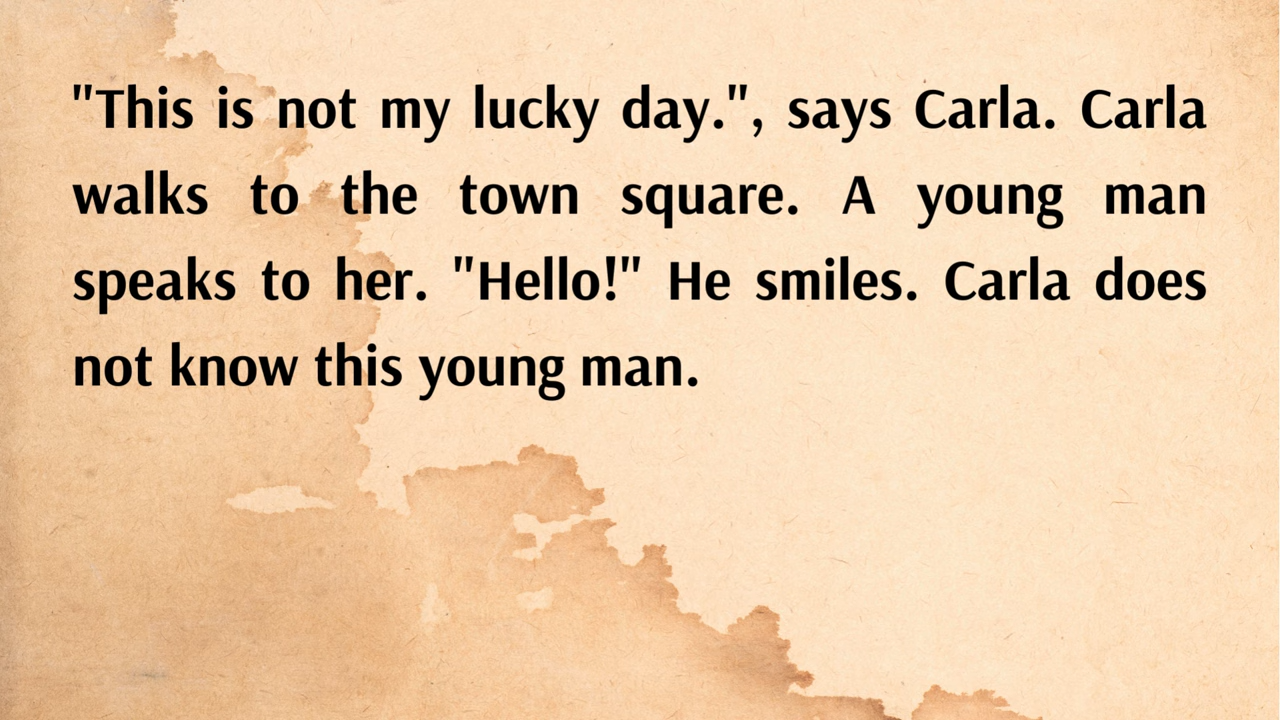 "This is not my lucky day.", says Carla. Carla
walks to the town square. A young man
speaks to her. "Hello!" He smiles. Carla does
not know this young man.